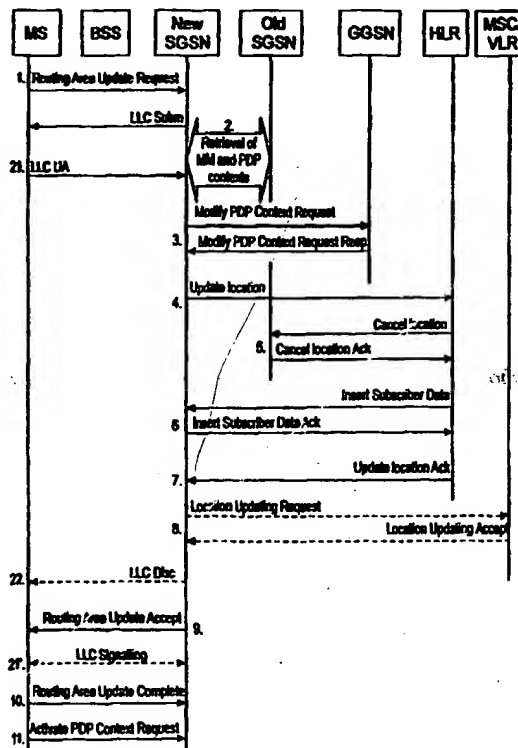 MS BSS New SGSN Old SGSN GGSN HLR MSC/ VLR
1. Routing Area Update Request
LLC Sabm
2.
Retrieval of
MM and PDP
contexts
21. LLC UA
Modify PDP Context Request
3. Modify PDP Context Request Resp
Update location
4.
Cancel location
5. Cancel location Ack
Insert Subscriber Data
6 Insert Subscriber Data Ack
Update location Ack
7.
Location Updating Request
8. Location Updating Accept
22. LLC Disc
Routing Area Update Accept 9.
21'. LLC Signalling
10. Routing Area Update Complete
11. Activate PDP Context Request